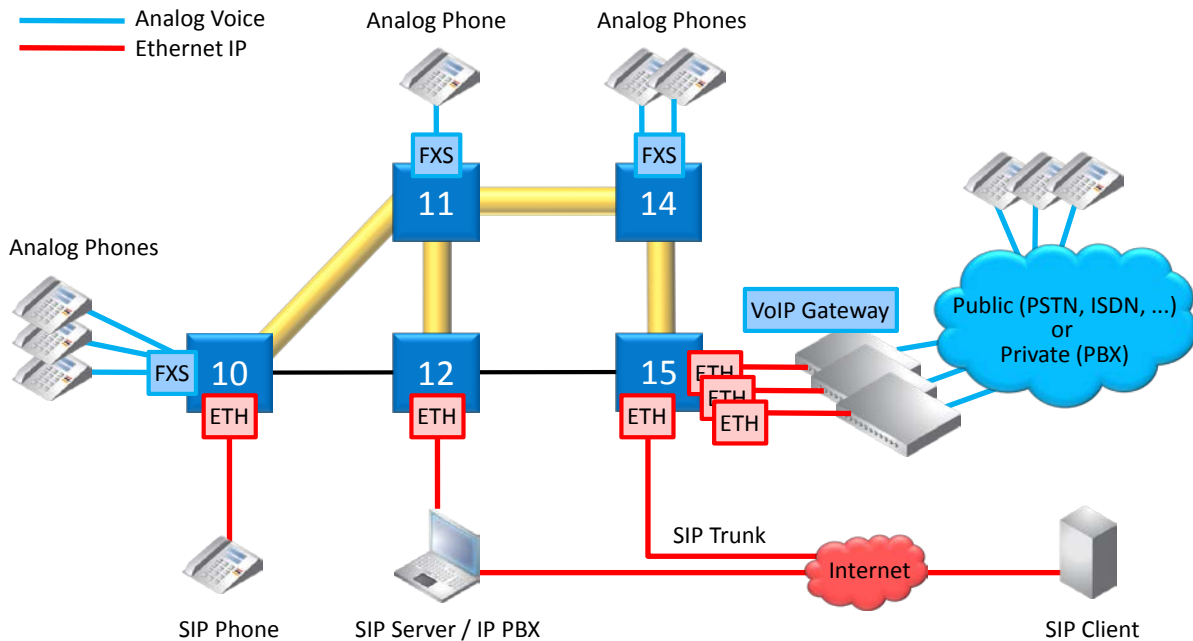 Analog Voice
Ethernet IP
Analog Phone
Analog Phones
FXS
FXS
11
14
Analog Phones
VoIP Gateway
Public (PSTN, ISDN, ...)
or
Private (PBX)
FXS
10
12
15
ETH
ETH
ETH
ETH
ETH
ETH
SIP Trunk
Internet
SIP Phone
SIP Server / IP PBX
SIP Client